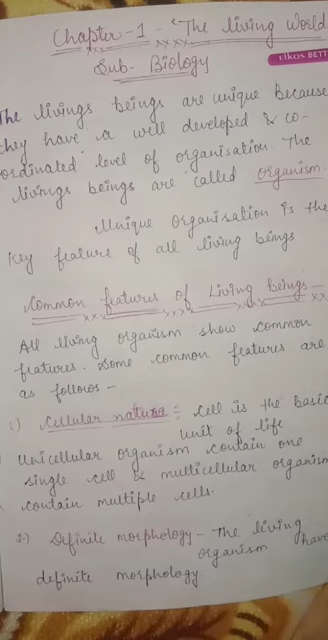 Chapter-1 - "The living World
Sub- Biology
elkos BETT
The livings beings are unique because
they have a well developed & co-
ordinated level of organisation. The
livings beings are called organism.
Unique Organisation is the
key feature of all living beings
Common features of Living beings-
All living organism show common
features. Some common features are
as follows -
1) Cellular nature :- Cell is the basic
unit of life
Unicellular organism contain one
single cell & multicellular organism
contain multiple cells.
2.) Definite morphology - The living
organism have
definite morphology